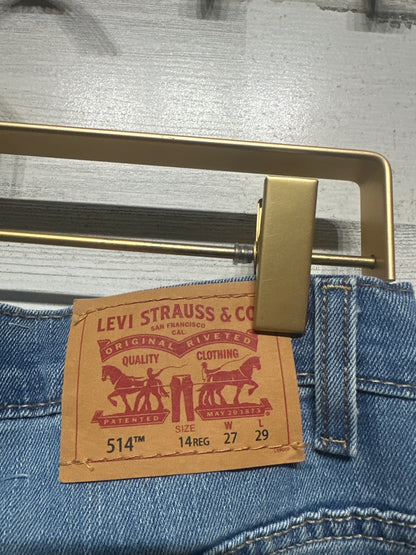 LEVI STRAUSS & CO
SAN FRANCISCO
CAL.
ORIGINAL RIVETED
QUALITY CLOTHING
PATENTED MAY 20 1873
SIZE W L
514™ 14REG 27 29